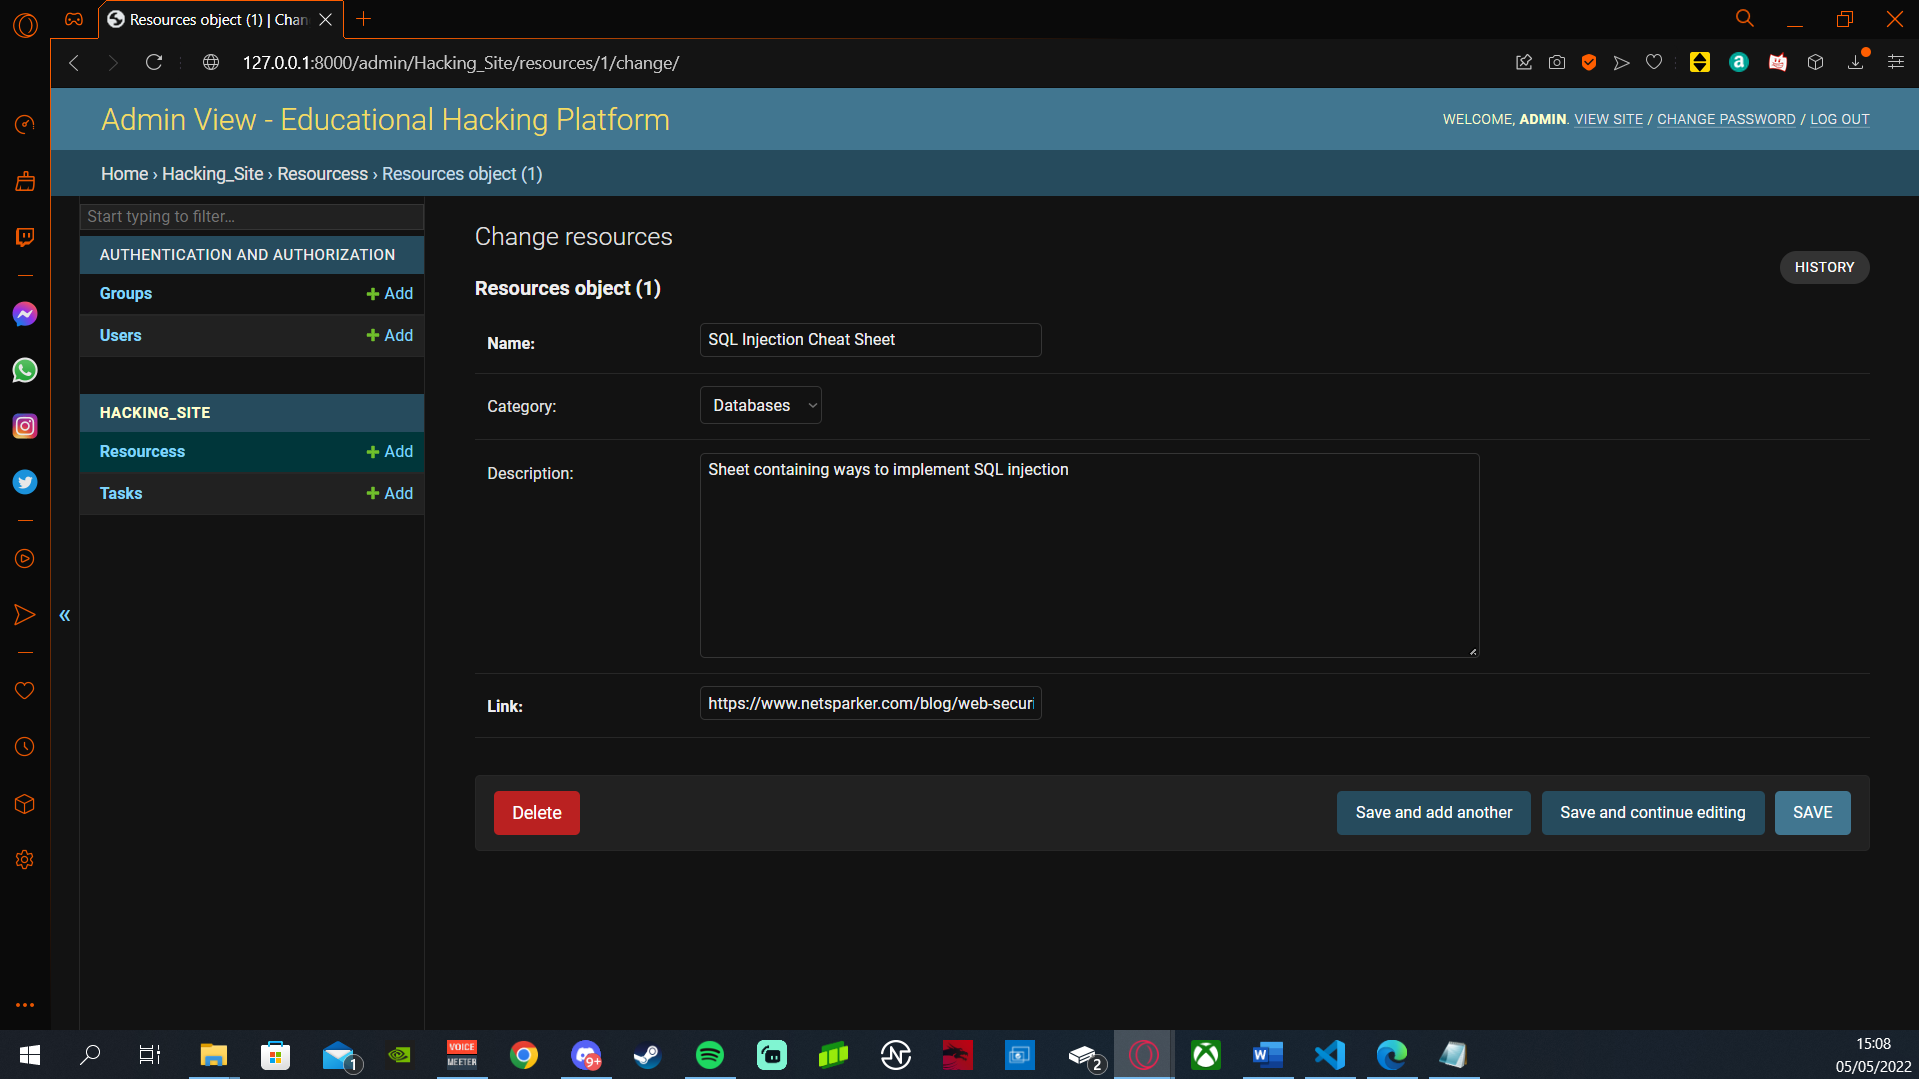 Resources object (1) | Chan
127.0.0.1:8000/admin/Hacking_Site/resources/1/change/
Admin View - Educational Hacking Platform
WELCOME, ADMIN. VIEW SITE / CHANGE PASSWORD / LOG OUT
Home › Hacking_Site › Resourcess › Resources object (1)
Start typing to filter...
AUTHENTICATION AND AUTHORIZATION
Groups + Add
Users + Add
HACKING_SITE
Resourcess + Add
Tasks + Add
«
Change resources
HISTORY
Resources object (1)
Name: SQL Injection Cheat Sheet
Category: Databases
Description: Sheet containing ways to implement SQL injection
Link: https://www.netsparker.com/blog/web-securi
Delete
Save and add another
Save and continue editing
SAVE
1
VOICE
MEETER
9+
2
15:08
05/05/2022